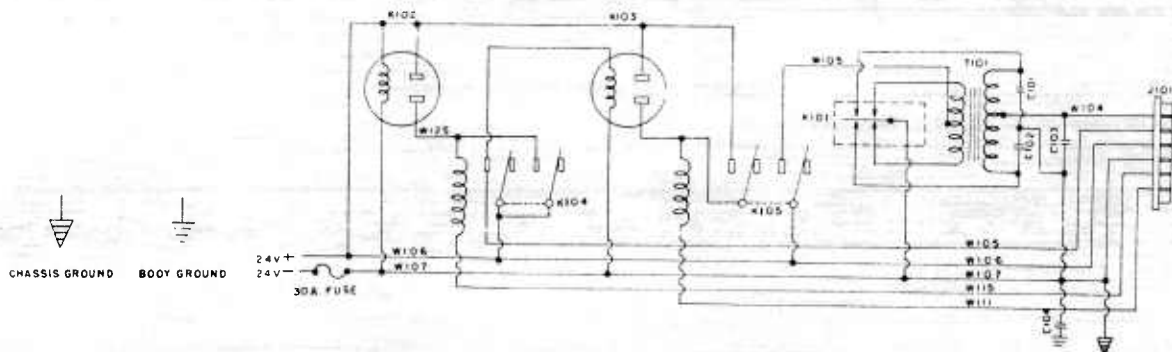 K102
K103
W105
T101
J101
C101
W104
K101
C102
C103
W125
K104
K105
W105
24V +
W106
W106
24V –
W107
W107
CHASSIS GROUND
BODY GROUND
30A FUSE
W115
W111
C104